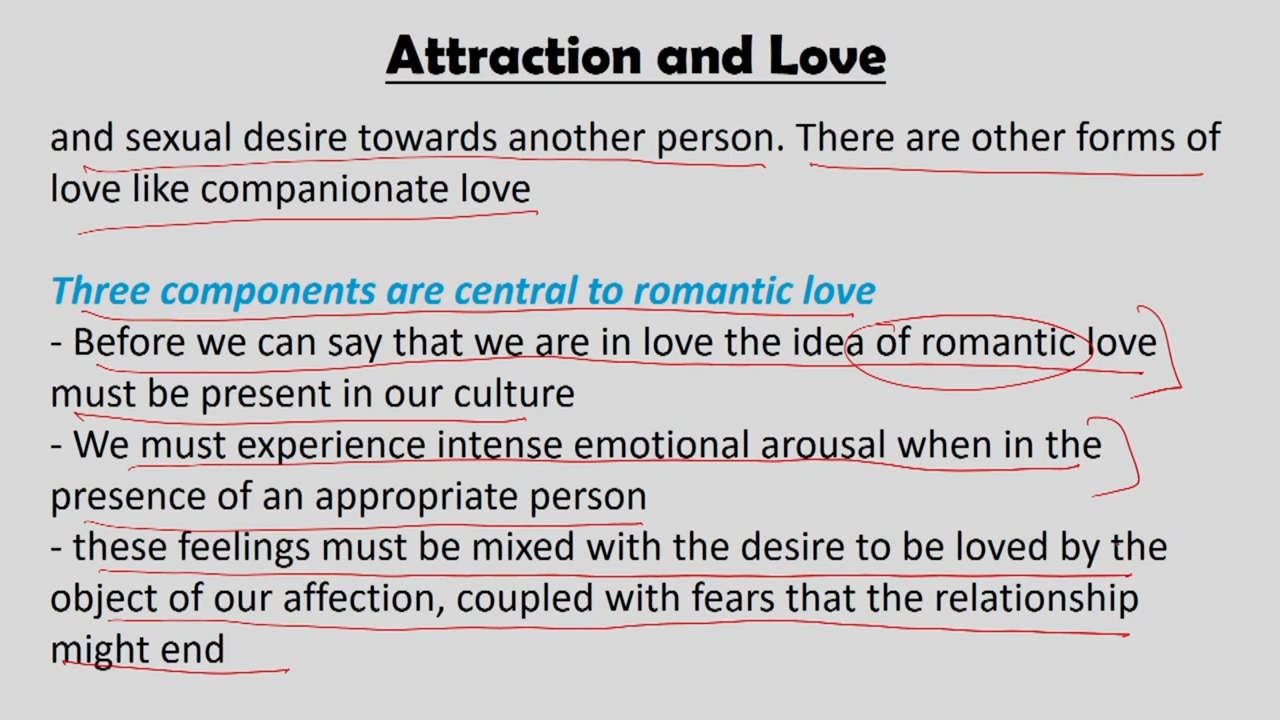 Attraction and Love
and sexual desire towards another person. There are other forms of
love like companionate love
Three components are central to romantic love
- Before we can say that we are in love the idea of romantic love
must be present in our culture
- We must experience intense emotional arousal when in the
presence of an appropriate person
- these feelings must be mixed with the desire to be loved by the
object of our affection, coupled with fears that the relationship
might end